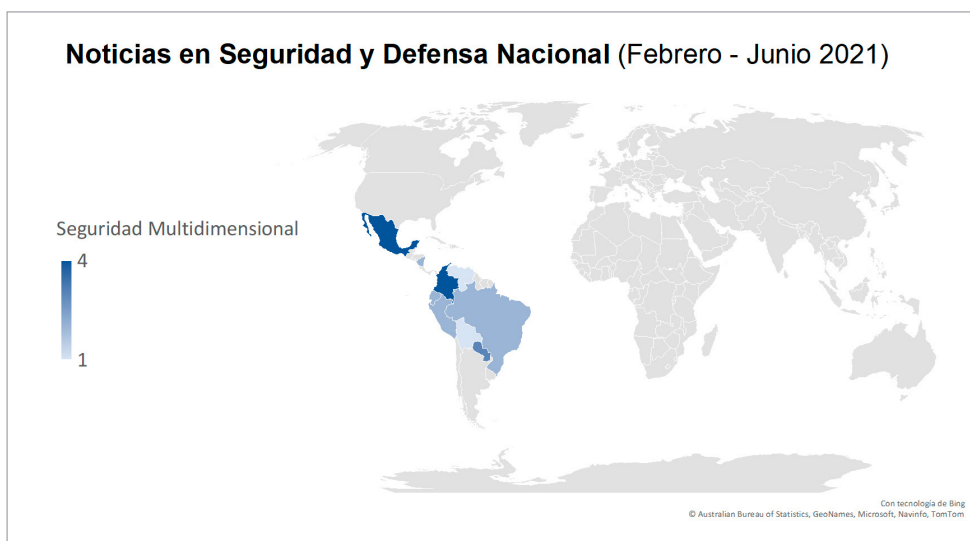 Noticias en Seguridad y Defensa Nacional (Febrero - Junio 2021)
Seguridad Multidimensional
4
1
Con tecnología de Bing
© Australian Bureau of Statistics, GeoNames, Microsoft, Navinfo, TomTom